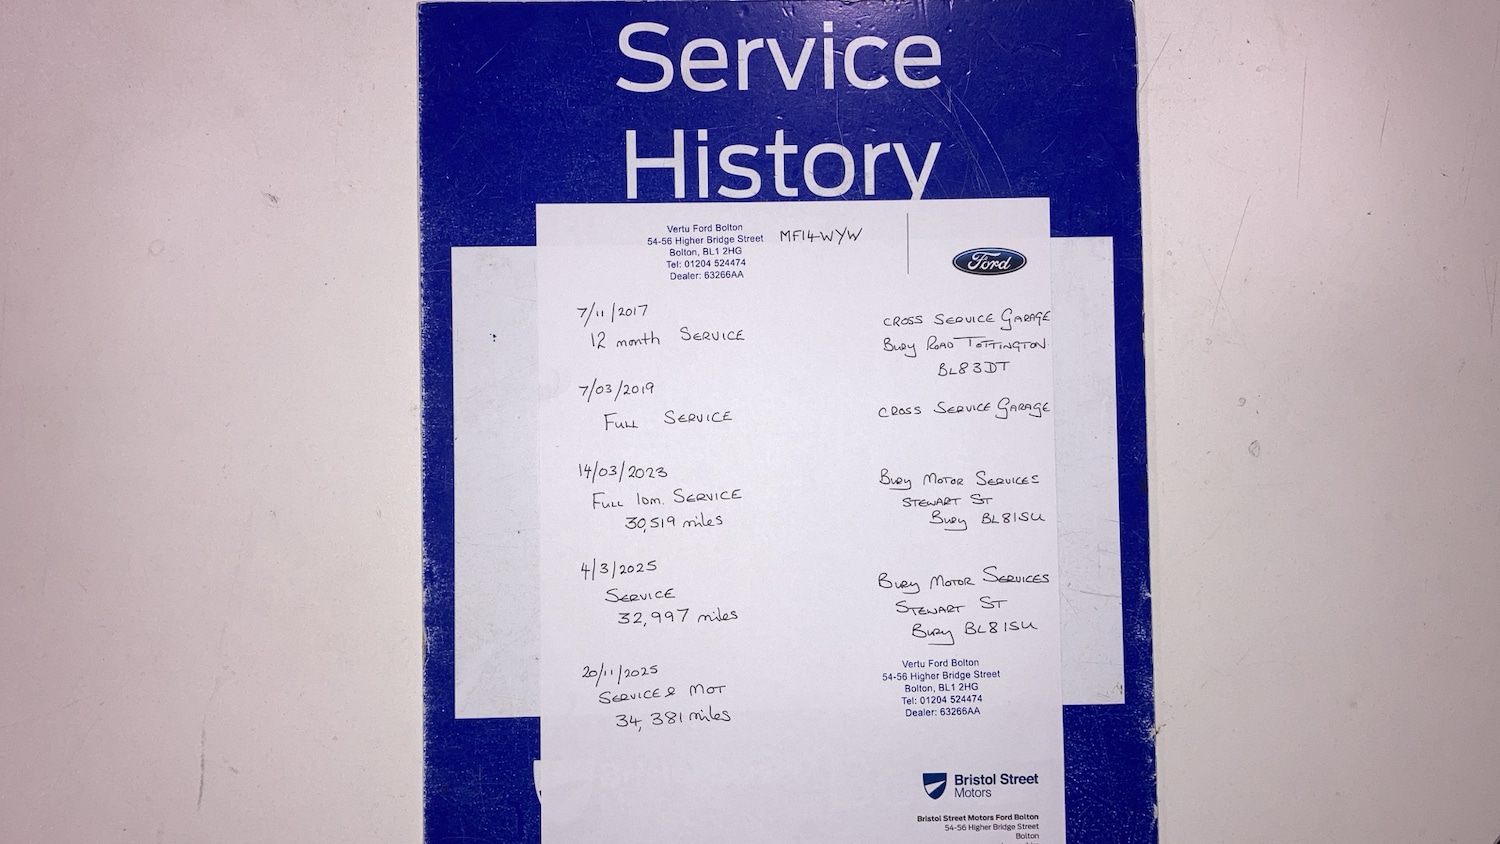 Service
History
Vertu Ford Bolton
54-56 Higher Bridge Street
Bolton, BL1 2HG
Tel: 01204 524474
Dealer: 63266AA
MF14WYW
Ford
7/11/2017
12 month SERVICE
CROSS SERVICE GARAGE
BURY ROAD TOTTINGTON
BL8 3DT
7/03/2019
FULL SERVICE
CROSS SERVICE GARAGE
14/03/2023
FULL 10m. SERVICE
30,519 miles
BURY MOTOR SERVICES
STEWART ST
BURY BL8 1SU
4/3/2025
SERVICE
32,997 miles
BURY MOTOR SERVICES
STEWART ST
BURY BL8 1SU
20/11/2025
SERVICE & MOT
34,381 miles
Vertu Ford Bolton
54-56 Higher Bridge Street
Bolton, BL1 2HG
Tel: 01204 524474
Dealer: 63266AA
Bristol Street
Motors
Bristol Street Motors Ford Bolton
54-56 Higher Bridge Street
Bolton